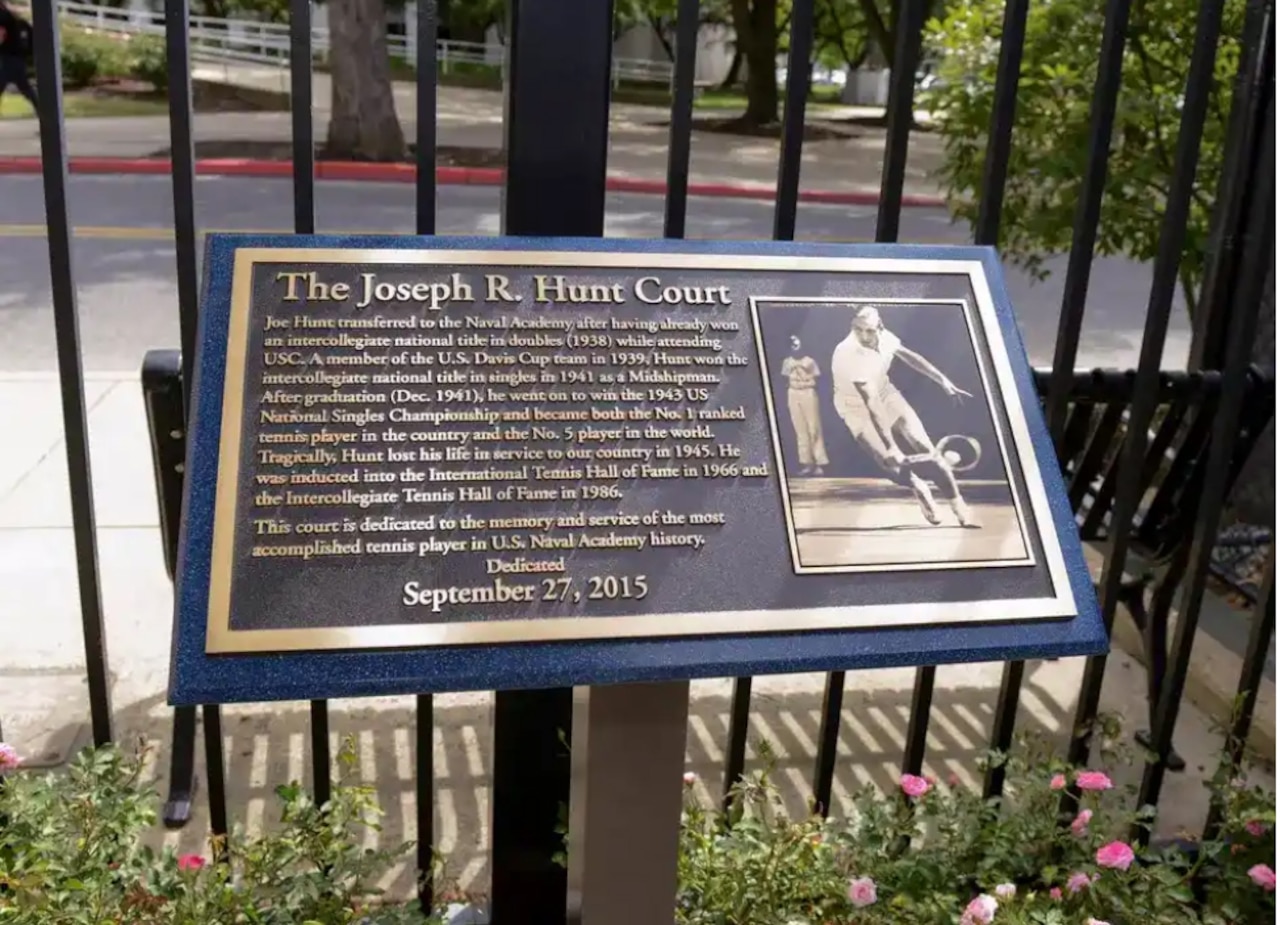 The Joseph R. Hunt Court
Joe Hunt transferred to the Naval Academy after having already won
an intercollegiate national title in doubles (1938) while attending
USC. A member of the U.S. Davis Cup team in 1939, Hunt won the
intercollegiate national title in singles in 1941 as a Midshipman.
After graduation (Dec. 1941), he went on to win the 1943 US
National Singles Championship and became both the No. 1 ranked
tennis player in the country and the No. 5 player in the world.
Tragically, Hunt lost his life in service to our country in 1945. He
was inducted into the International Tennis Hall of Fame in 1966 and
the Intercollegiate Tennis Hall of Fame in 1986.
This court is dedicated to the memory and service of the most
accomplished tennis player in U.S. Naval Academy history.
Dedicated
September 27, 2015